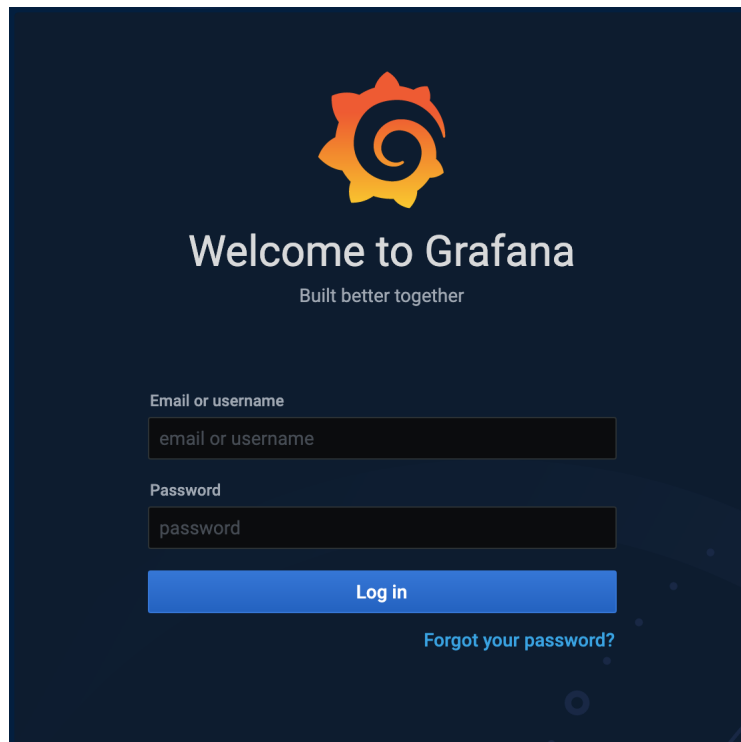 Welcome to Grafana
Built better together
Email or username
email or username
Password
password
Log in
Forgot your password?